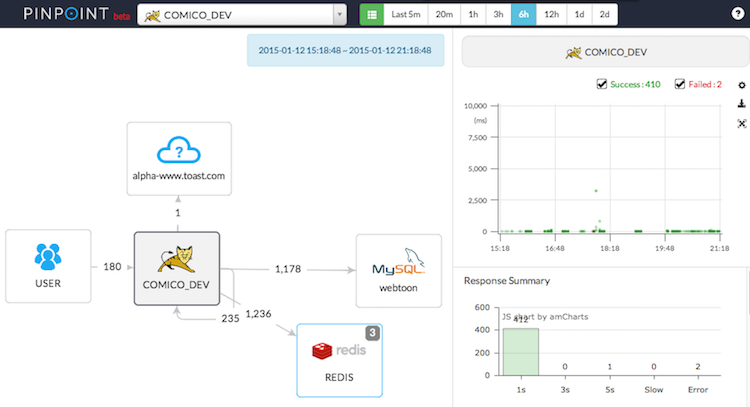 PINPOINT beta
COMICO_DEV
Last 5m 20m 1h 3h 6h 12h 1d 2d
?
2015-01-12 15:18:48 ~ 2015-01-12 21:18:48
?
alpha-www.toast.com
1
USER
180
COMICO_DEV
1,178
MySQL
webtoon
235
1,236
3
redis
REDIS
COMICO_DEV
Success : 410 Failed : 2
10,000
[ms]
7,500
5,000
2,500
0
15:18 16:48 18:18 19:48 21:18
Response Summary
JS chart by amCharts
600
400
200
0
412 0 1 0 2
1s 3s 5s Slow Error